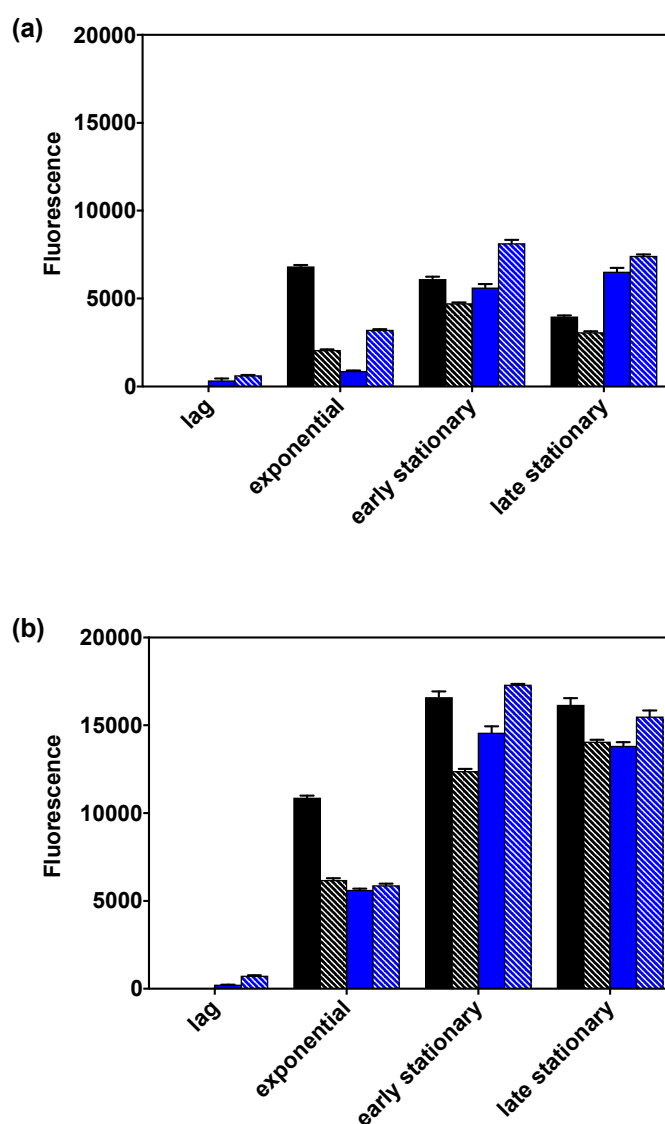 (a)
20000
15000
10000
5000
0
Fluorescence
lag
exponential
early stationary
late stationary
(b)
20000
15000
10000
5000
0
Fluorescence
lag
exponential
early stationary
late stationary